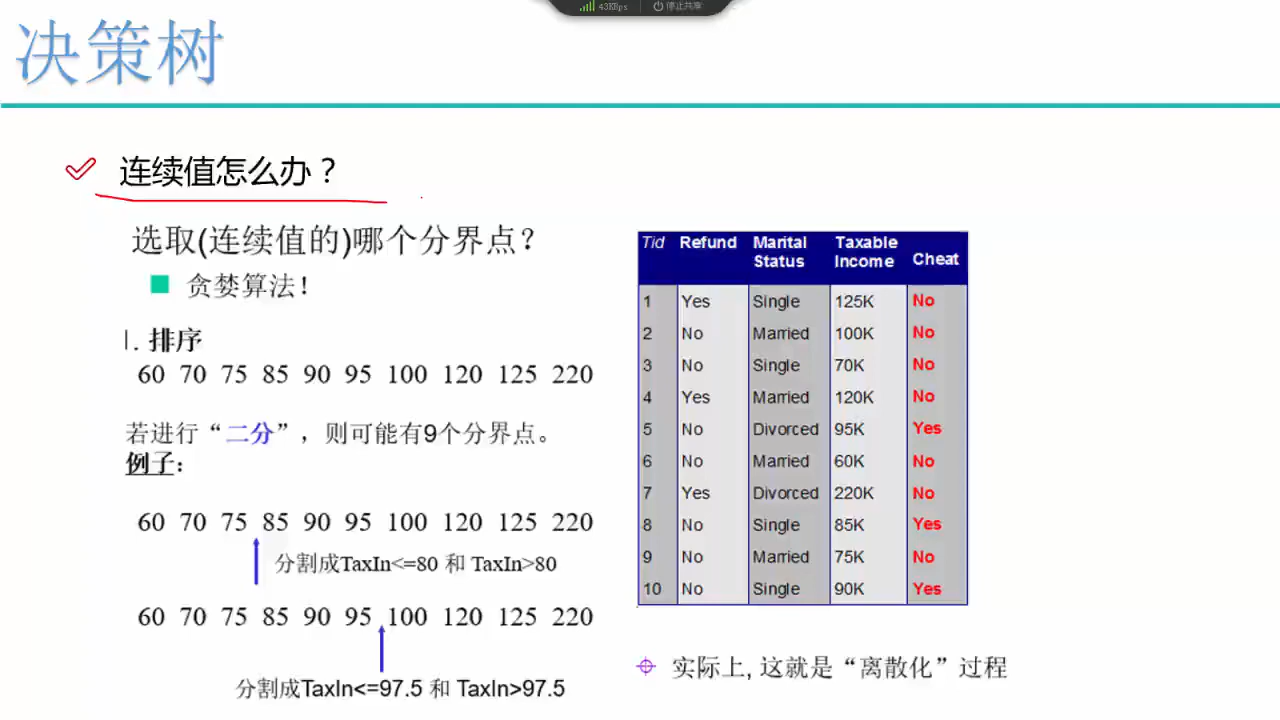 43KBps 停止共享
决策树
连续值怎么办？
选取(连续值的)哪个分界点？
贪婪算法！
1. 排序
60 70 75 85 90 95 100 120 125 220
若进行“二分”，则可能有9个分界点。
例子：
60 70 75 85 90 95 100 120 125 220
分割成TaxIn<=80 和 TaxIn>80
60 70 75 85 90 95 100 120 125 220
分割成TaxIn<=97.5 和 TaxIn>97.5
Tid Refund Marital Status Taxable Income Cheat
1 Yes Single 125K No
2 No Married 100K No
3 No Single 70K No
4 Yes Married 120K No
5 No Divorced 95K Yes
6 No Married 60K No
7 Yes Divorced 220K No
8 No Single 85K Yes
9 No Married 75K No
10 No Single 90K Yes
实际上, 这就是“离散化”过程